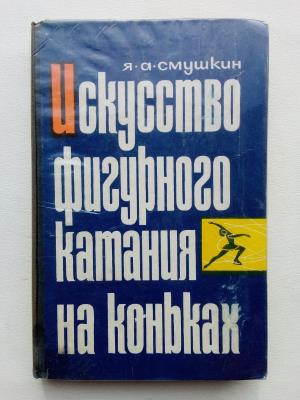 Я·А·СМУШКИН
Искусство
фигурного
катания
на коньках